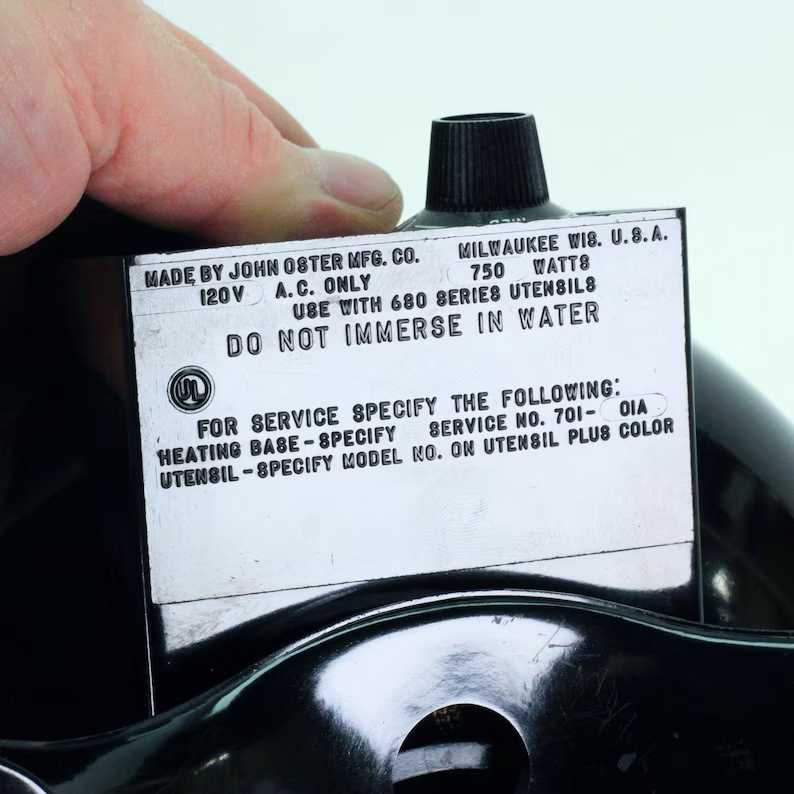 MADE BY JOHN OSTER MFG. CO. MILWAUKEE WIS. U.S.A.
120V A.C. ONLY 750 WATTS
USE WITH 680 SERIES UTENSILS
DO NOT IMMERSE IN WATER
UL
FOR SERVICE SPECIFY THE FOLLOWING:
HEATING BASE-SPECIFY SERVICE NO. 701-01A
UTENSIL-SPECIFY MODEL NO. ON UTENSIL PLUS COLOR